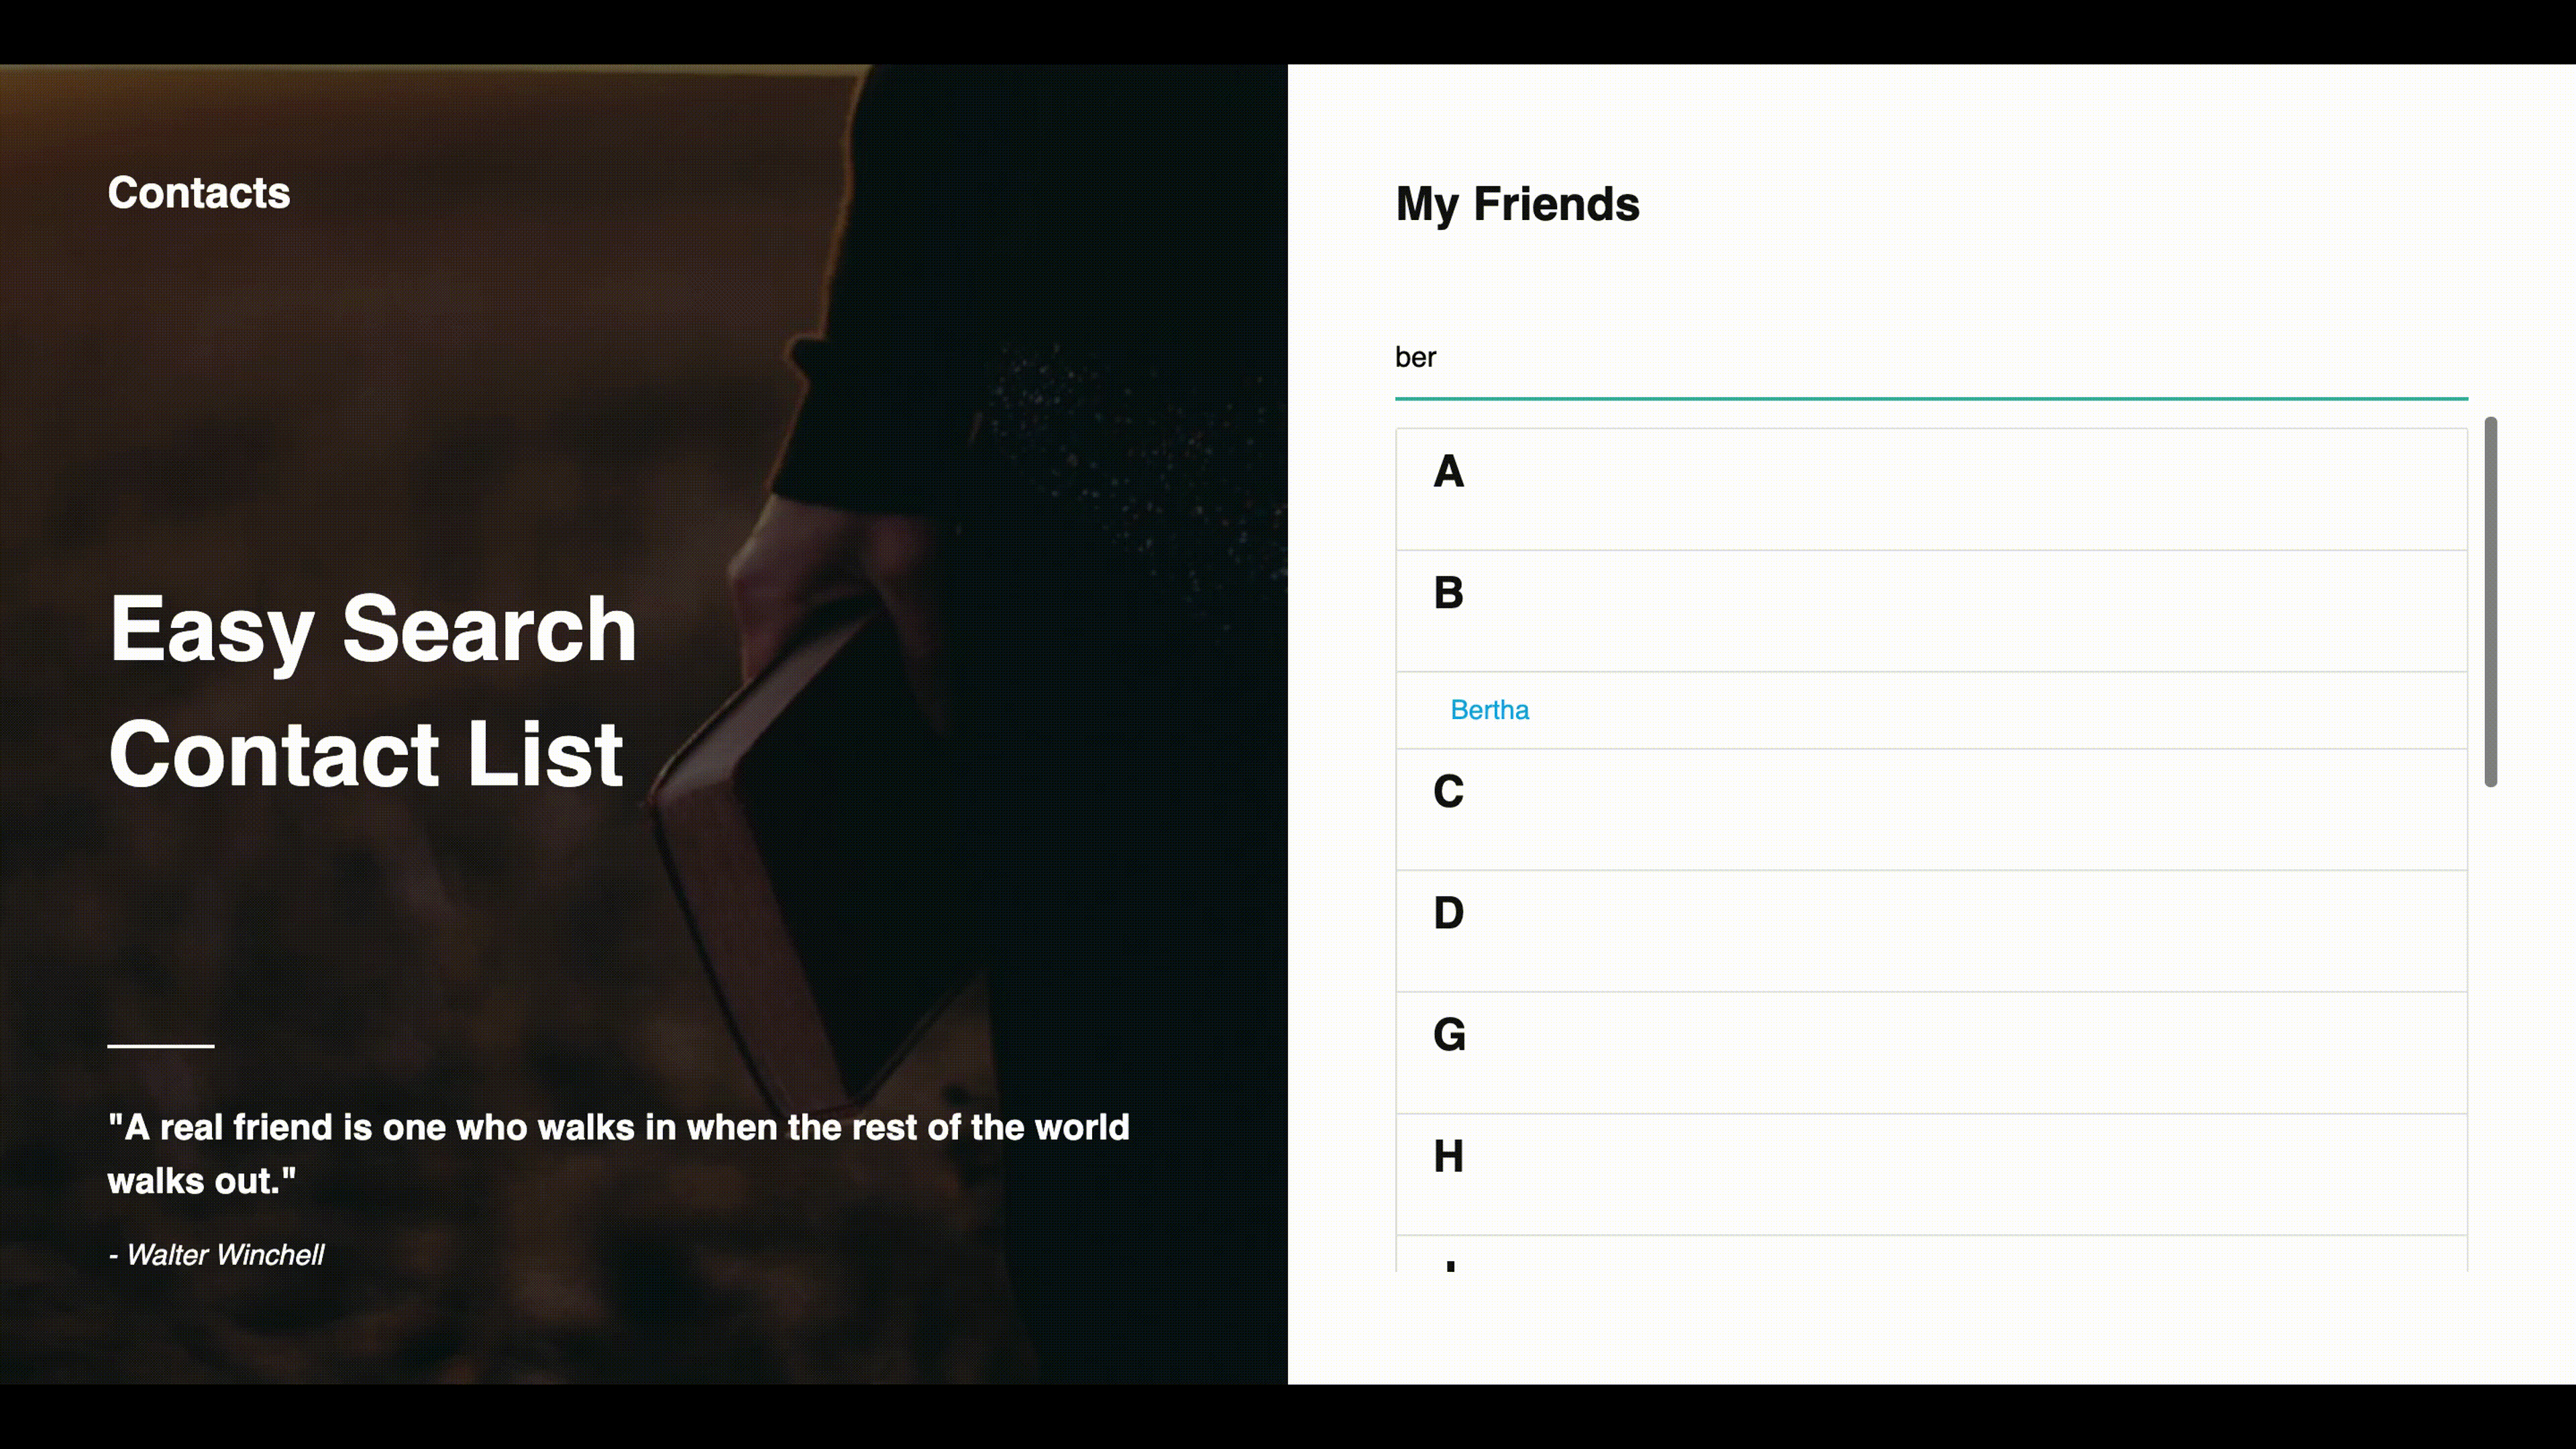 Contacts
Easy Search
Contact List
"A real friend is one who walks in when the rest of the world
walks out."
- Walter Winchell
My Friends
ber
A
B
Bertha
C
D
G
H